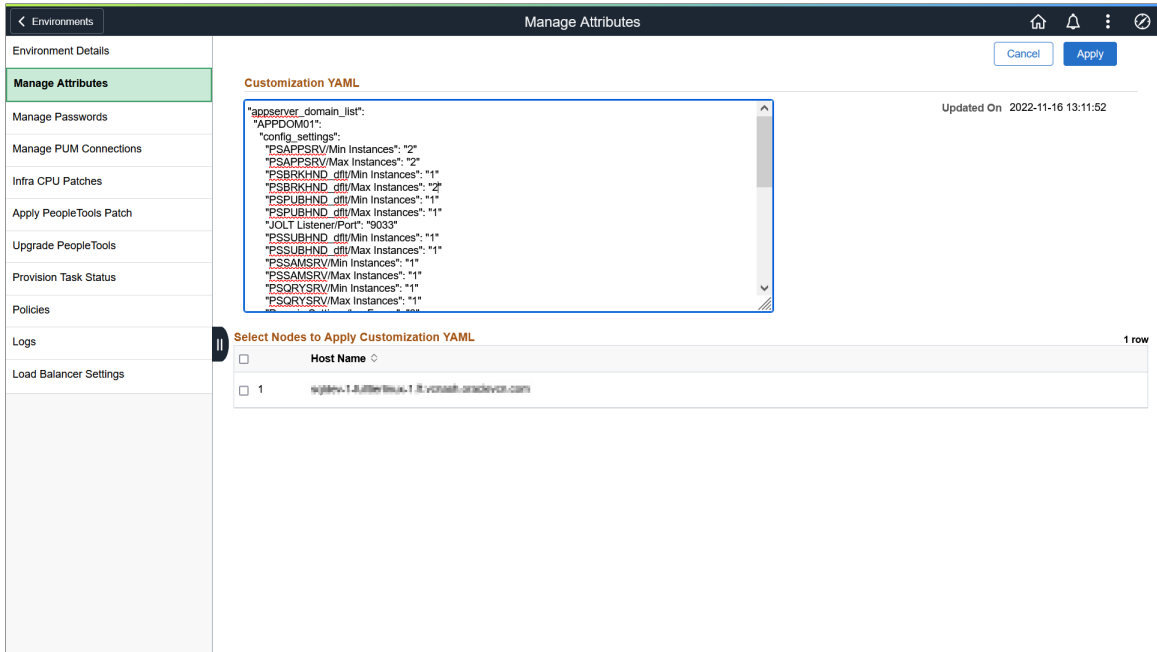 Environments
Manage Attributes
Environment Details
Manage Attributes
Manage Passwords
Manage PUM Connections
Infra CPU Patches
Apply PeopleTools Patch
Upgrade PeopleTools
Provision Task Status
Policies
Logs
Load Balancer Settings
Cancel
Apply
Customization YAML
Updated On 2022-11-16 13:11:52
"appserver_domain_list":
"APPDOM01":
"config_settings":
"PSAPPSRV/Min Instances": "2"
"PSAPPSRV/Max Instances": "2"
"PSBRKHND_dflt/Min Instances": "1"
"PSBRKHND_dflt/Max Instances": "2"
"PSPUBHND_dflt/Min Instances": "1"
"PSPUBHND_dflt/Max Instances": "1"
"JOLT Listener/Port": "9033"
"PSSUBHND_dflt/Min Instances": "1"
"PSSUBHND_dflt/Max Instances": "1"
"PSSAMSRV/Min Instances": "1"
"PSSAMSRV/Max Instances": "1"
"PSQRYSRV/Min Instances": "1"
"PSQRYSRV/Max Instances": "1"
Select Nodes to Apply Customization YAML
1 row
Host Name
1